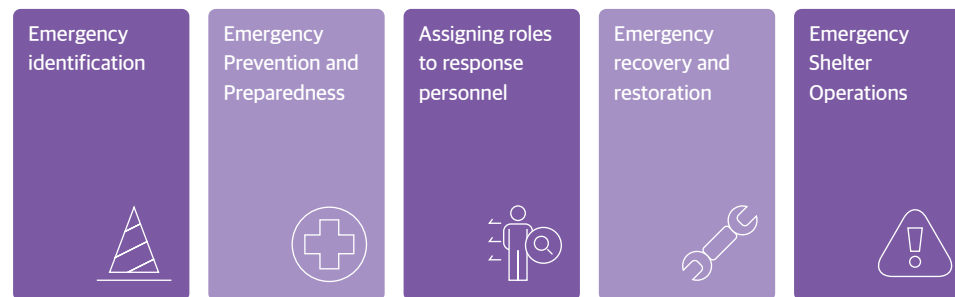 Emergency
identification
Emergency
Prevention and
Preparedness
Assigning roles
to response
personnel
Emergency
recovery and
restoration
Emergency
Shelter
Operations